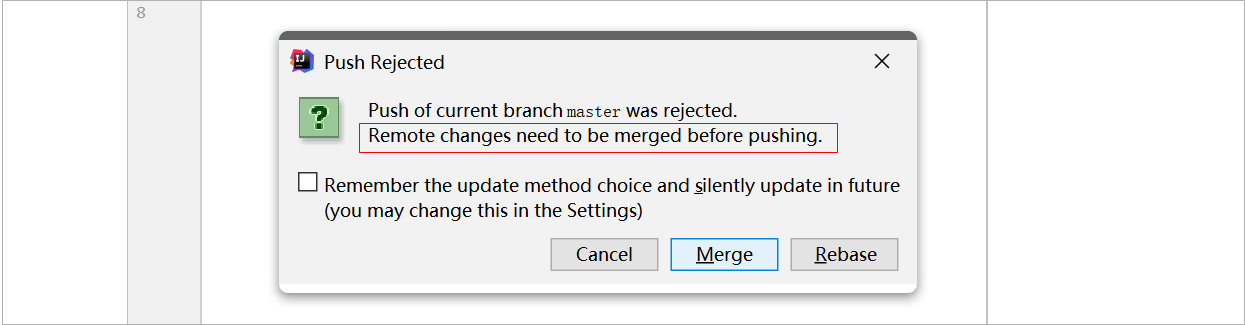 8
IJ
Push Rejected
?
Push of current branch master was rejected.
Remote changes need to be merged before pushing.
Remember the update method choice and silently update in future
(you may change this in the Settings)
Cancel Merge Rebase